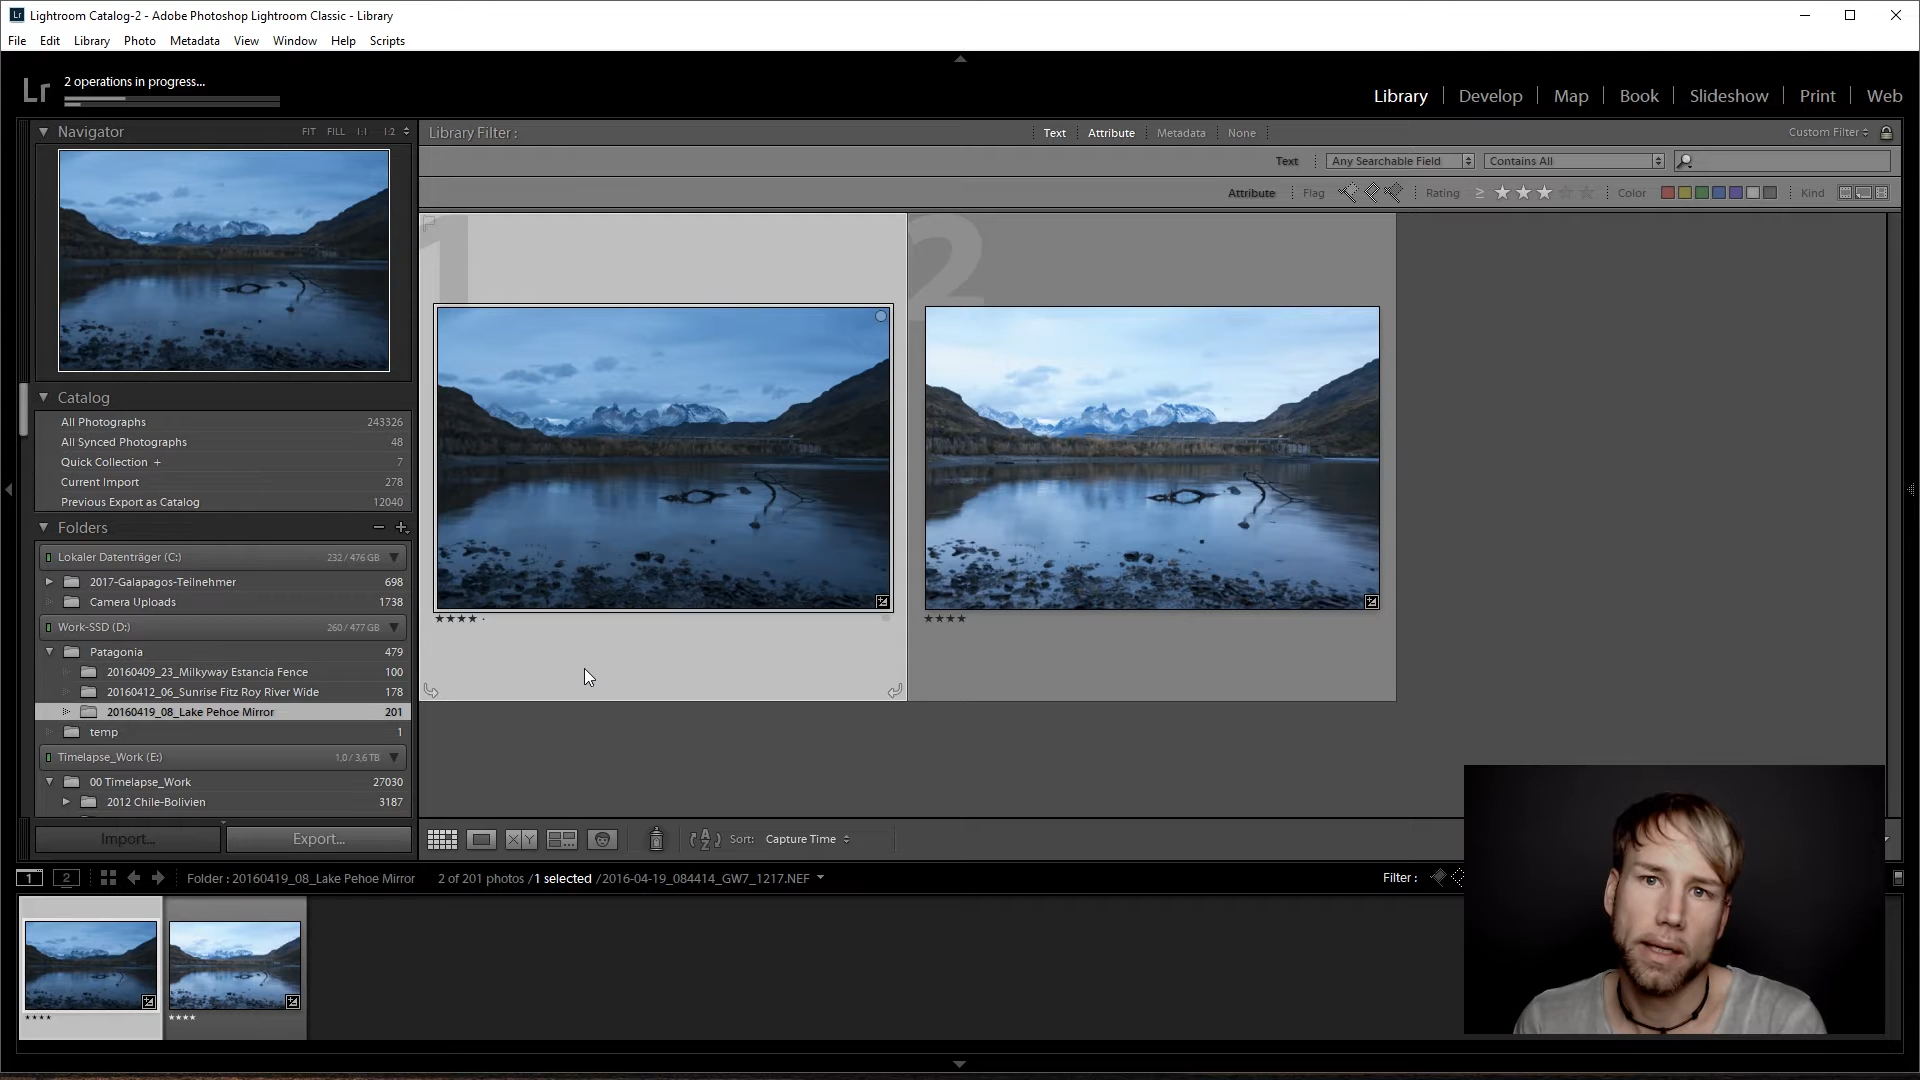 Lr Lightroom Catalog-2 - Adobe Photoshop Lightroom Classic - Library
File Edit Library Photo Metadata View Window Help Scripts
Lr 2 operations in progress...
Library Develop Map Book Slideshow Print Web
Navigator FIT FILL 1:1 1:2
Library Filter : Text Attribute Metadata None Custom Filter
Text Any Searchable Field Contains All
Attribute Flag Rating ≥ ★★★ Color Kind
1 2
★★★★ ·
★★★★
Catalog
All Photographs 243326
All Synced Photographs 48
Quick Collection + 7
Current Import 278
Previous Export as Catalog 12040
Folders
Lokaler Datenträger (C:) 232 / 476 GB
2017-Galapagos-Teilnehmer 698
Camera Uploads 1738
Work-SSD (D:) 260 / 477 GB
Patagonia 479
20160409_23_Milkyway Estancia Fence 100
20160412_06_Sunrise Fitz Roy River Wide 178
20160419_08_Lake Pehoe Mirror 201
temp 1
Timelapse_Work (E:) 1,0 / 3,6 TB
00 Timelapse_Work 27030
2012 Chile-Bolivien 3187
Import... Export...
X Y A Z Sort: Capture Time
1 2 Folder : 20160419_08_Lake Pehoe Mirror 2 of 201 photos / 1 selected / 2016-04-19_084414_GW7_1217.NEF Filter :
★★★★ ★★★★